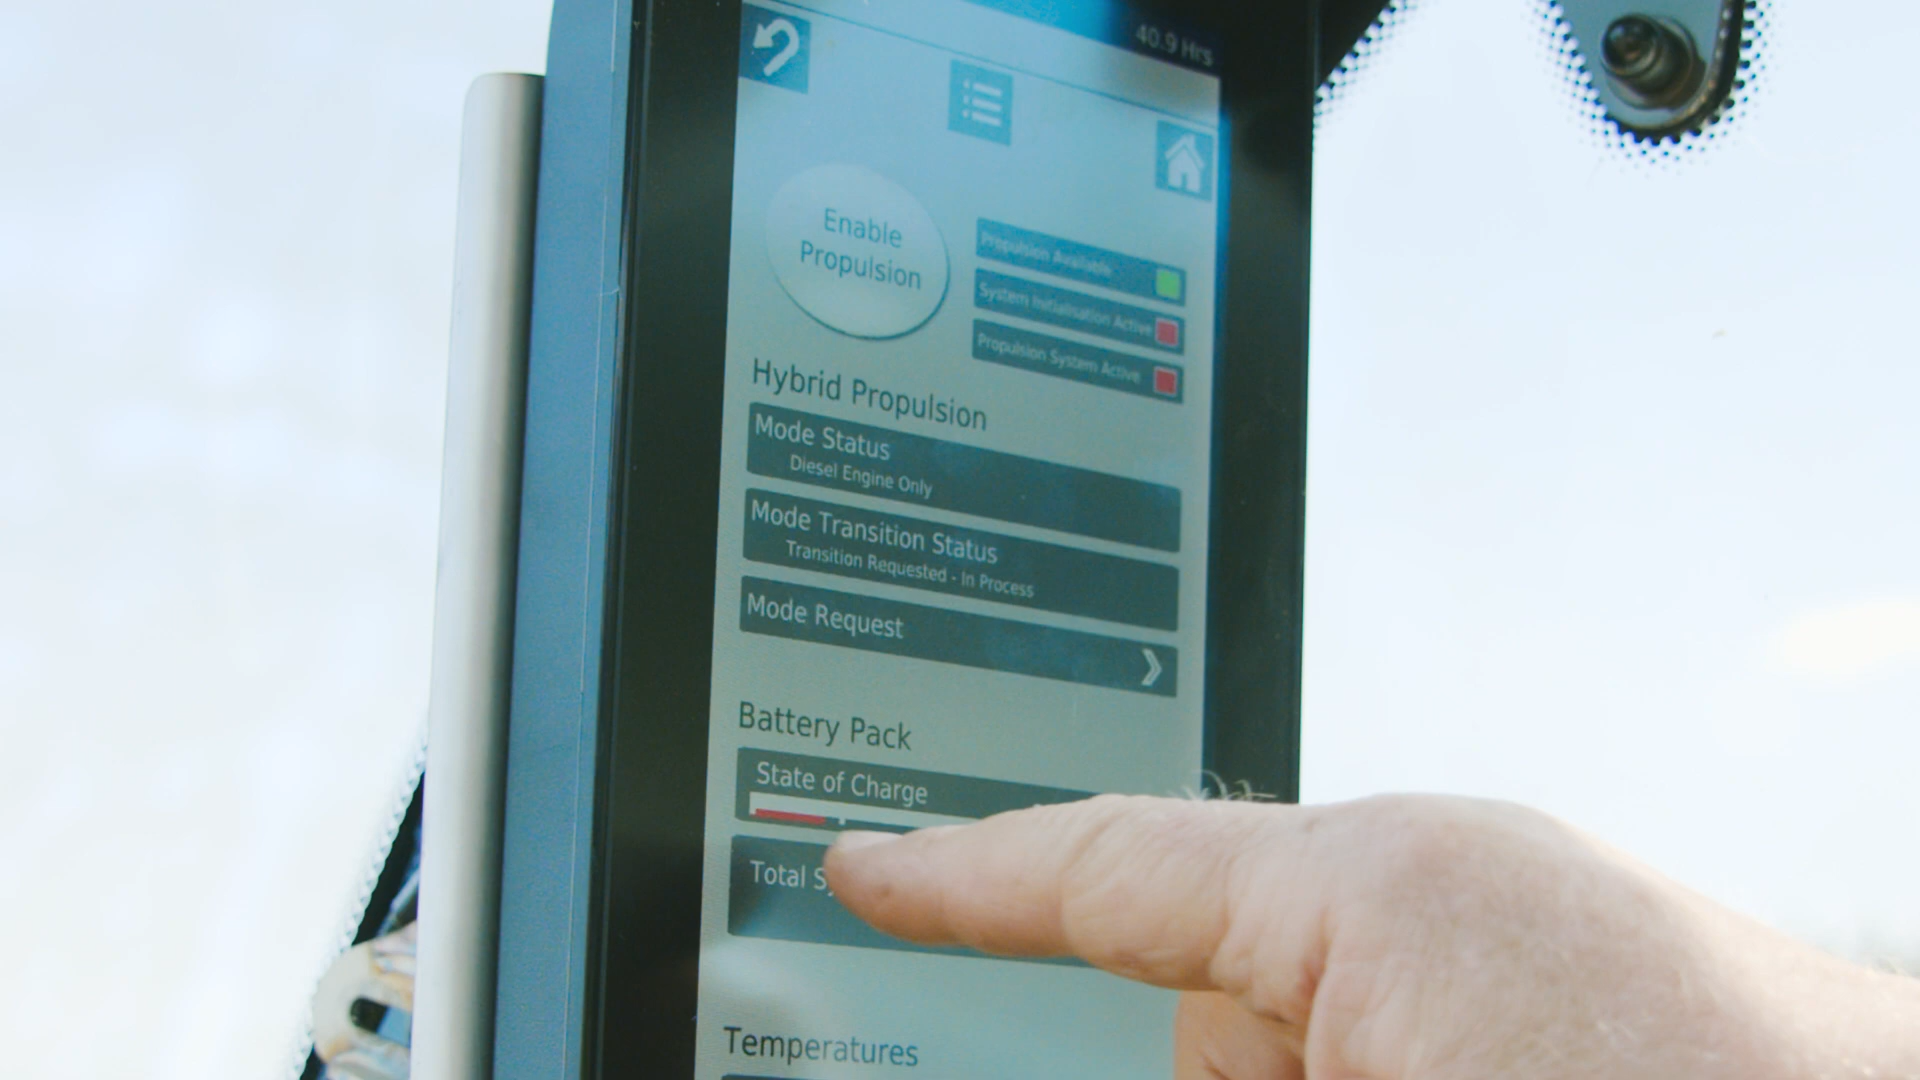 40.9 Hrs
Enable
Propulsion
Propulsion Available
System Initialisation Active
Propulsion System Active
Hybrid Propulsion
Mode Status
Diesel Engine Only
Mode Transition Status
Transition Requested - In Process
Mode Request
Battery Pack
State of Charge
Total
Temperatures